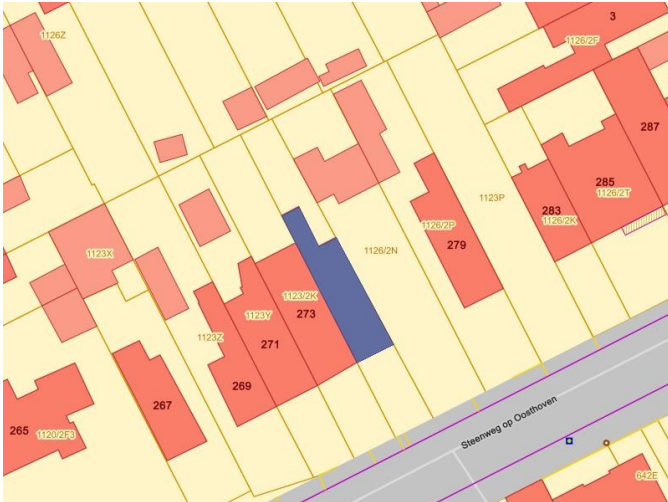 3
1126Z
1126/2F
287
285
1126/2T
1123P
283
1126/2K
1126/2P
279
1126/2N
1123X
1123/2K
273
1123Y
1123Z
271
269
267
265
1120/2F3
Steenweg op Oosthoven
642E